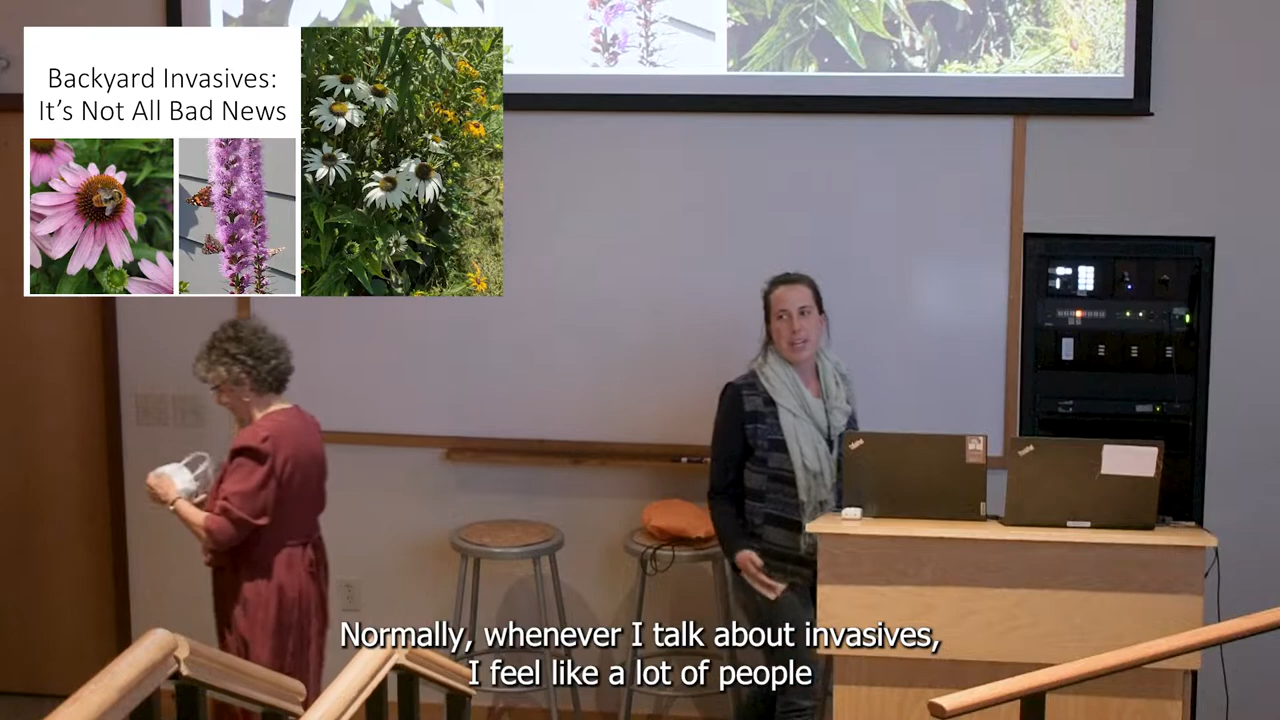 Backyard Invasives:
It's Not All Bad News
Normally, whenever I talk about invasives,
I feel like a lot of people